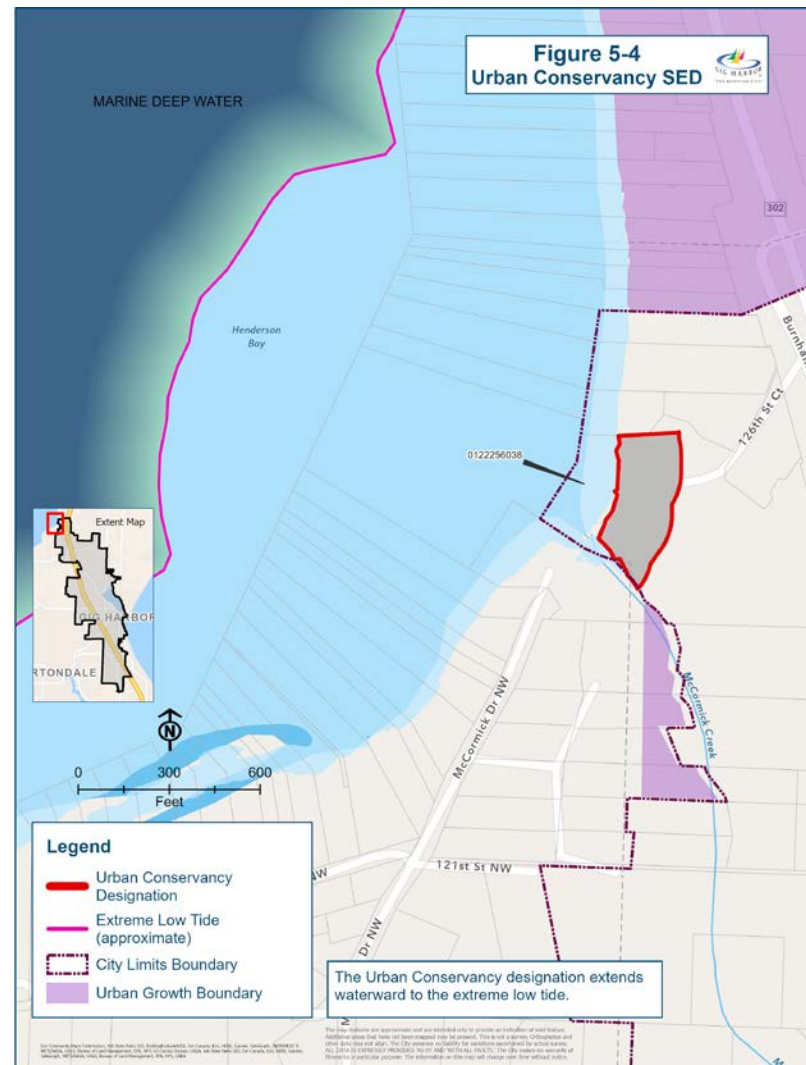 Figure 5-4
Urban Conservancy SED
GIG HARBOR
MARINE DEEP WATER
302
Burnham
126th St Ct
Henderson
Bay
0122256038
Extent Map
GIG HARBOR
RTONDALE
McCormick Dr NW
McCormick Creek
N
0 300 600
Feet
121st St NW
NW
Dr NW
Legend
Urban Conservancy
Designation
Extreme Low Tide
(approximate)
City Limits Boundary
Urban Growth Boundary
The Urban Conservancy designation extends
waterward to the extreme low tide.